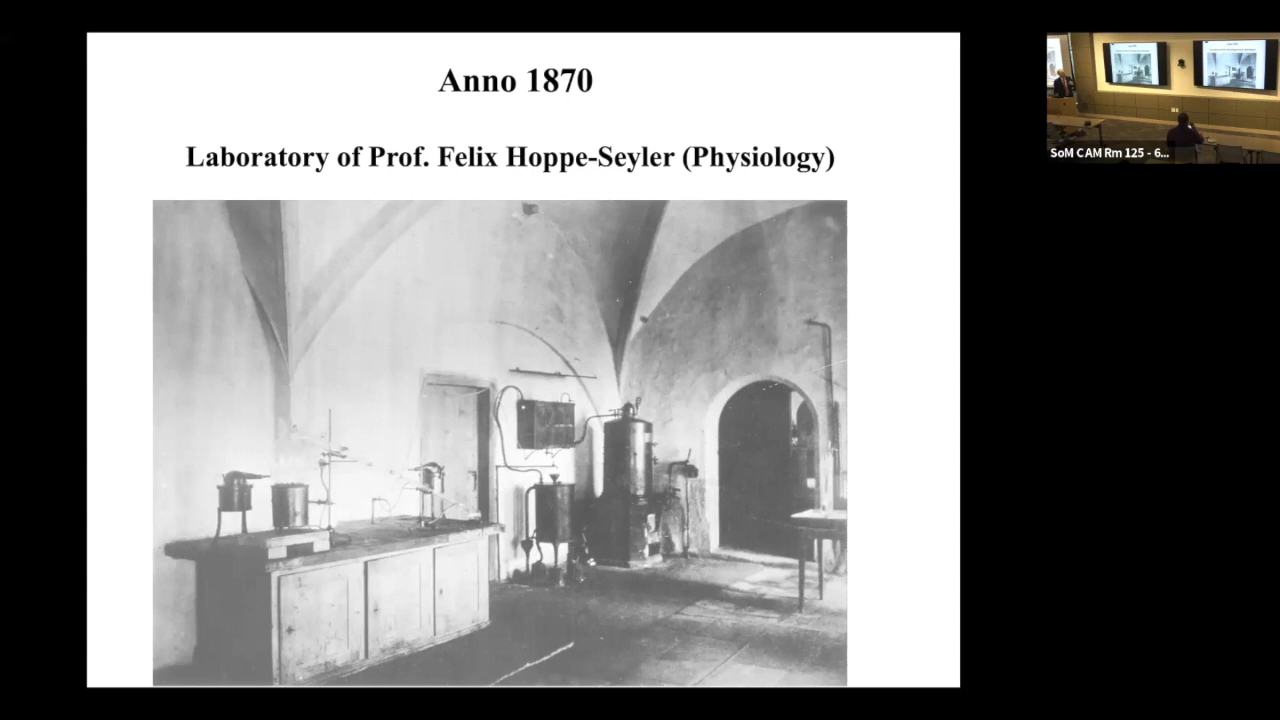 Anno 1870
Laboratory of Prof. Felix Hoppe-Seyler (Physiology)
SoM CAM Rm 125 - 6...